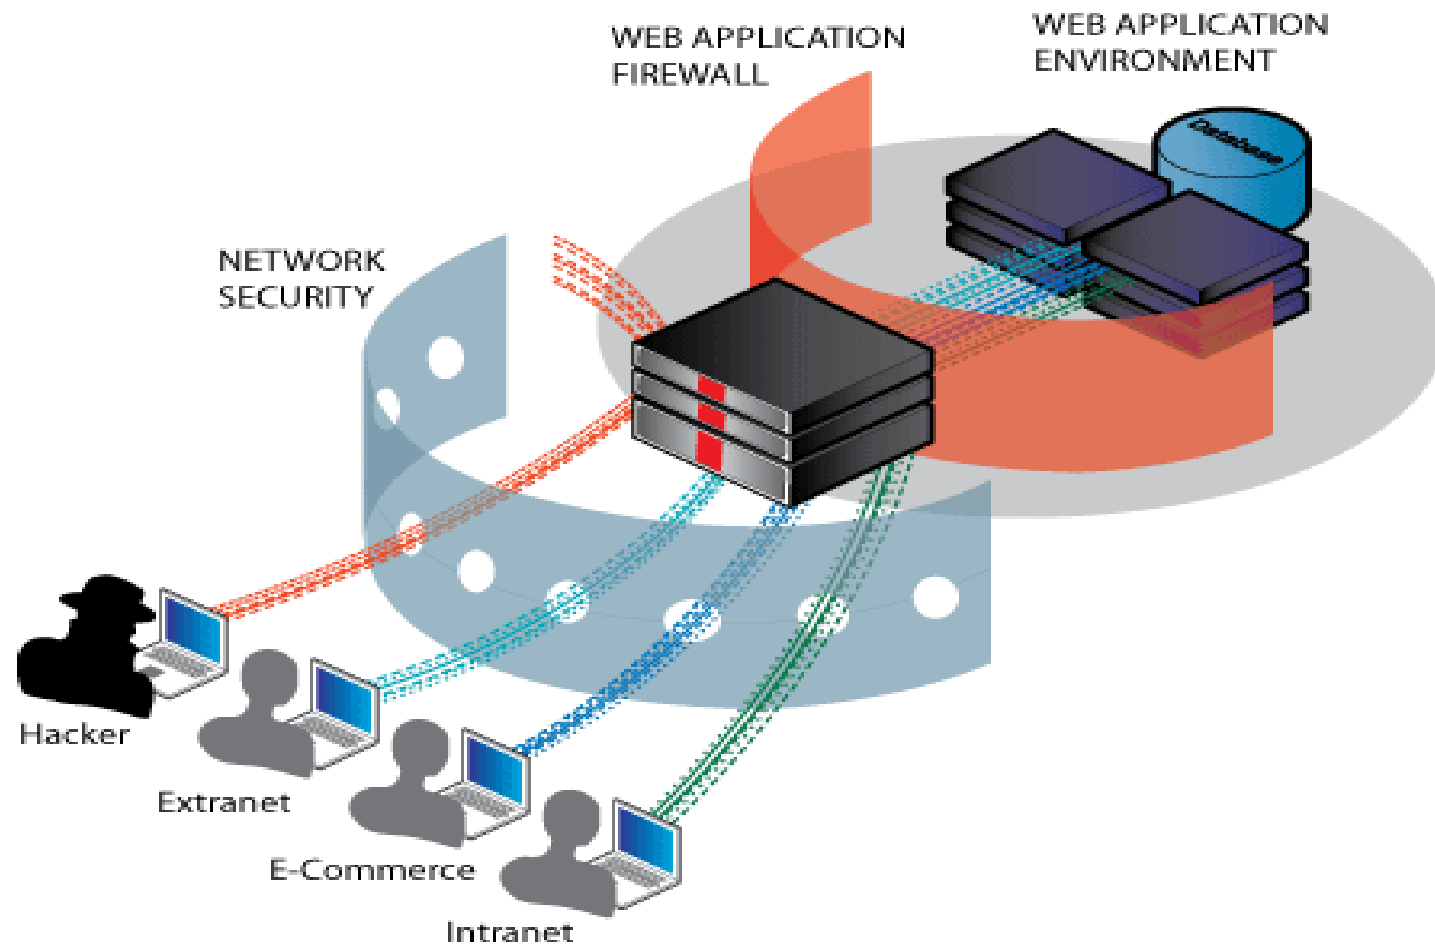 WEB APPLICATION
FIREWALL
WEB APPLICATION
ENVIRONMENT
Database
NETWORK
SECURITY
Hacker
Extranet
E-Commerce
Intranet